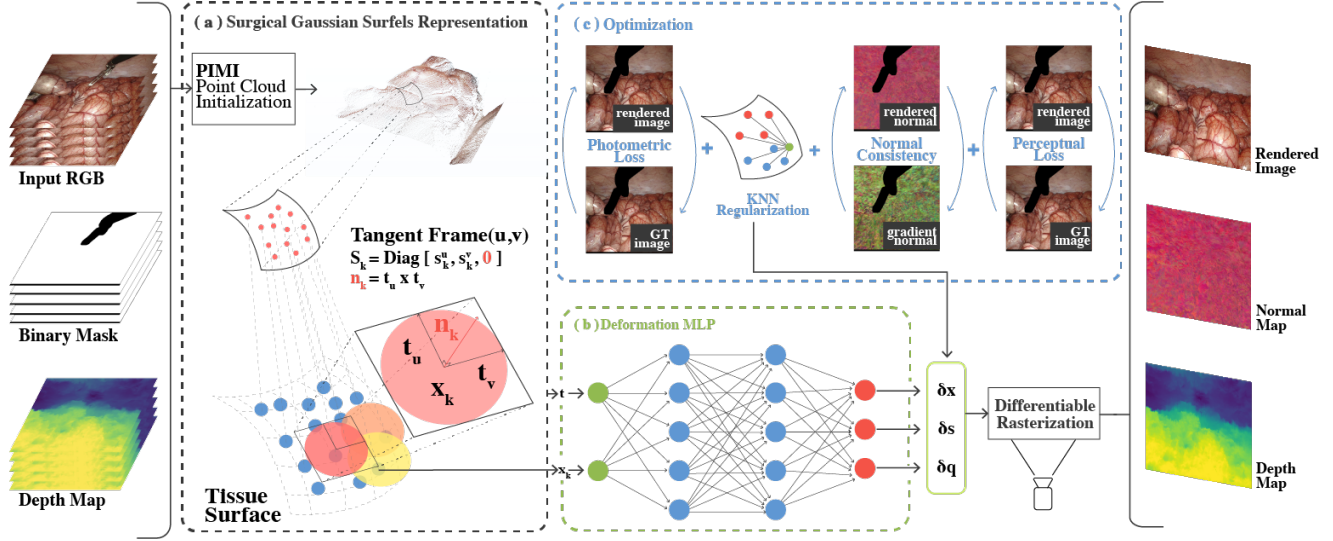 Input RGB
Binary Mask
Depth Map
( a ) Surgical Gaussian Surfels Representation
PIMI
Point Cloud
Initialization
Tangent Frame(u,v)
S_k = Diag [ s_k^u, s_k^v, 0 ]
n_k = t_u x t_v
n_k
t_u
t_v
x_k
Tissue
Surface
( c ) Optimization
rendered
image
Photometric
Loss
GT
image
+
KNN
Regularization
+
rendered
normal
Normal
Consistency
gradient
normal
+
rendered
image
Perceptual
Loss
GT
image
( b ) Deformation MLP
t
x_k
δx
δs
δq
Differentiable
Rasterization
Rendered
Image
Normal
Map
Depth
Map